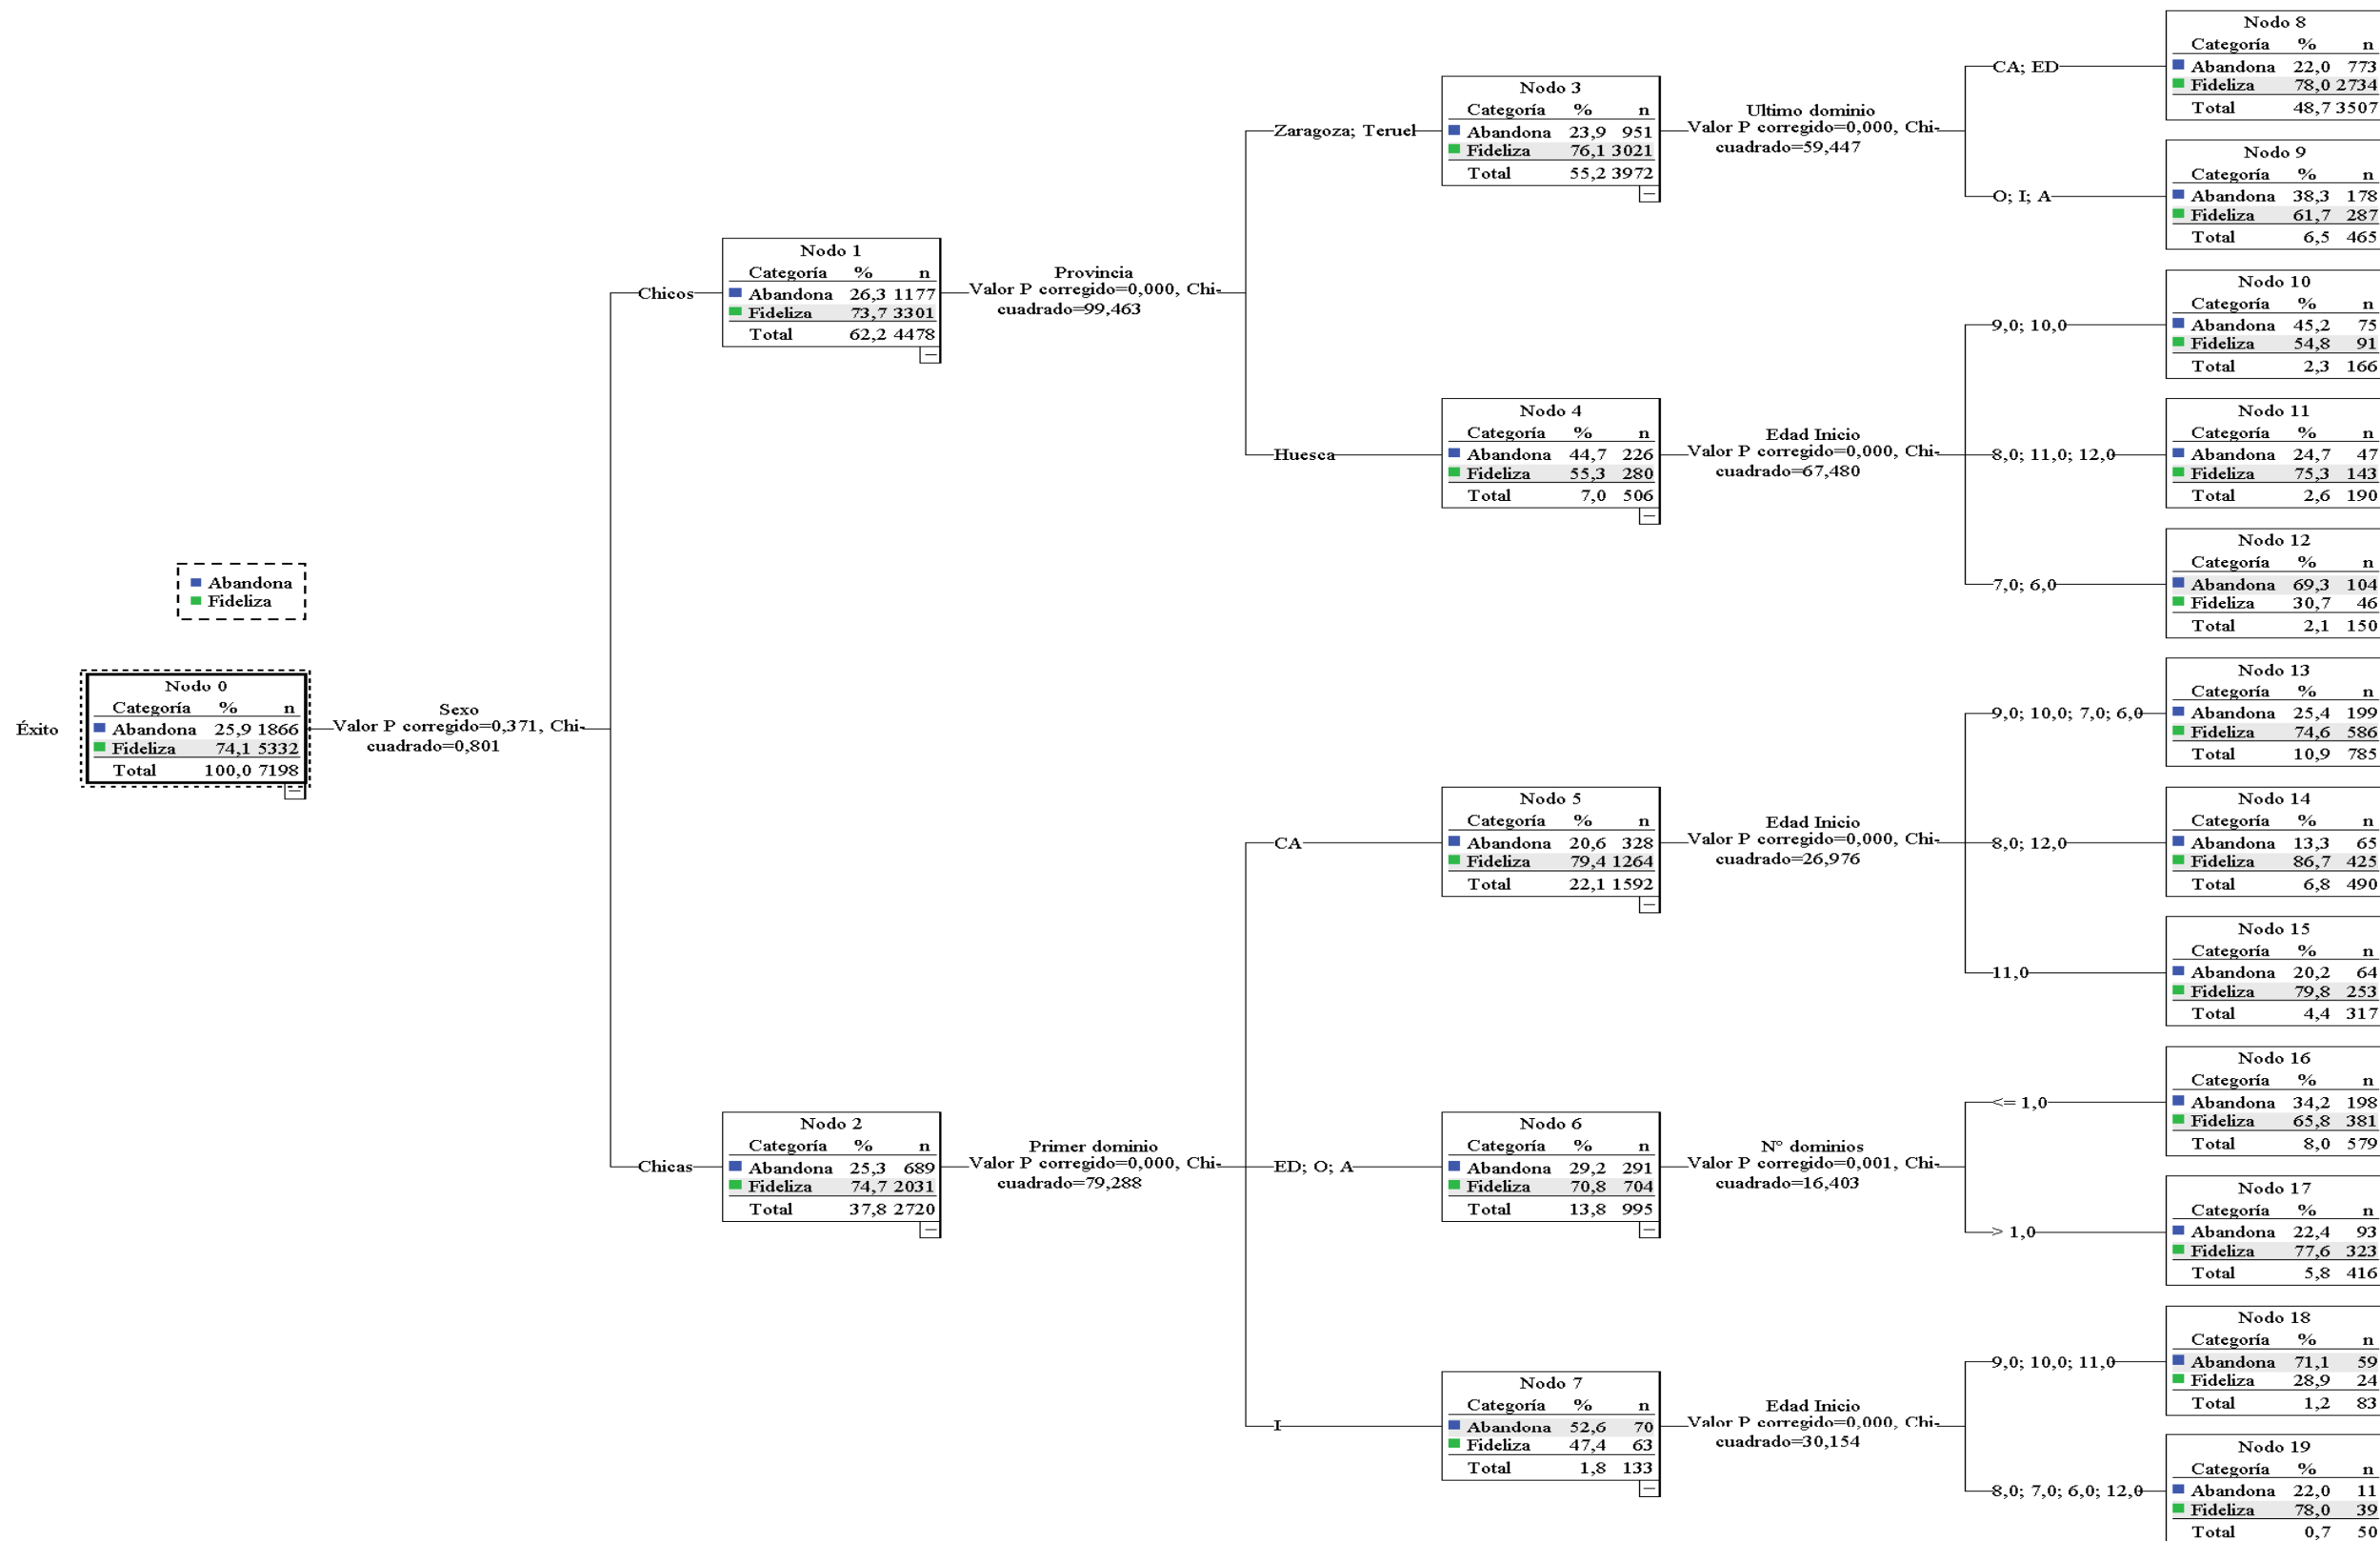 Abandona
Fideliza
Éxito
Nodo 0
Categoría % n
Abandona 25,9 1866
Fideliza 74,1 5332
Total 100,0 7198
Sexo
Valor P corregido=0,371, Chi-
cuadrado=0,801
Chicos
Nodo 1
Categoría % n
Abandona 26,3 1177
Fideliza 73,7 3301
Total 62,2 4478
Provincia
Valor P corregido=0,000, Chi-
cuadrado=99,463
Zaragoza; Teruel
Nodo 3
Categoría % n
Abandona 23,9 951
Fideliza 76,1 3021
Total 55,2 3972
Ultimo dominio
Valor P corregido=0,000, Chi-
cuadrado=59,447
CA; ED
Nodo 8
Categoría % n
Abandona 22,0 773
Fideliza 78,0 2734
Total 48,7 3507
O; I; A
Nodo 9
Categoría % n
Abandona 38,3 178
Fideliza 61,7 287
Total 6,5 465
Huesca
Nodo 4
Categoría % n
Abandona 44,7 226
Fideliza 55,3 280
Total 7,0 506
Edad Inicio
Valor P corregido=0,000, Chi-
cuadrado=67,480
9,0; 10,0
Nodo 10
Categoría % n
Abandona 45,2 75
Fideliza 54,8 91
Total 2,3 166
8,0; 11,0; 12,0
Nodo 11
Categoría % n
Abandona 24,7 47
Fideliza 75,3 143
Total 2,6 190
7,0; 6,0
Nodo 12
Categoría % n
Abandona 69,3 104
Fideliza 30,7 46
Total 2,1 150
Chicas
Nodo 2
Categoría % n
Abandona 25,3 689
Fideliza 74,7 2031
Total 37,8 2720
Primer dominio
Valor P corregido=0,000, Chi-
cuadrado=79,288
CA
Nodo 5
Categoría % n
Abandona 20,6 328
Fideliza 79,4 1264
Total 22,1 1592
Edad Inicio
Valor P corregido=0,000, Chi-
cuadrado=26,976
9,0; 10,0; 7,0; 6,0
Nodo 13
Categoría % n
Abandona 25,4 199
Fideliza 74,6 586
Total 10,9 785
8,0; 12,0
Nodo 14
Categoría % n
Abandona 13,3 65
Fideliza 86,7 425
Total 6,8 490
11,0
Nodo 15
Categoría % n
Abandona 20,2 64
Fideliza 79,8 253
Total 4,4 317
ED; O; A
Nodo 6
Categoría % n
Abandona 29,2 291
Fideliza 70,8 704
Total 13,8 995
Nº dominios
Valor P corregido=0,001, Chi-
cuadrado=16,403
<= 1,0
Nodo 16
Categoría % n
Abandona 34,2 198
Fideliza 65,8 381
Total 8,0 579
> 1,0
Nodo 17
Categoría % n
Abandona 22,4 93
Fideliza 77,6 323
Total 5,8 416
I
Nodo 7
Categoría % n
Abandona 52,6 70
Fideliza 47,4 63
Total 1,8 133
Edad Inicio
Valor P corregido=0,000, Chi-
cuadrado=30,154
9,0; 10,0; 11,0
Nodo 18
Categoría % n
Abandona 71,1 59
Fideliza 28,9 24
Total 1,2 83
8,0; 7,0; 6,0; 12,0
Nodo 19
Categoría % n
Abandona 22,0 11
Fideliza 78,0 39
Total 0,7 50